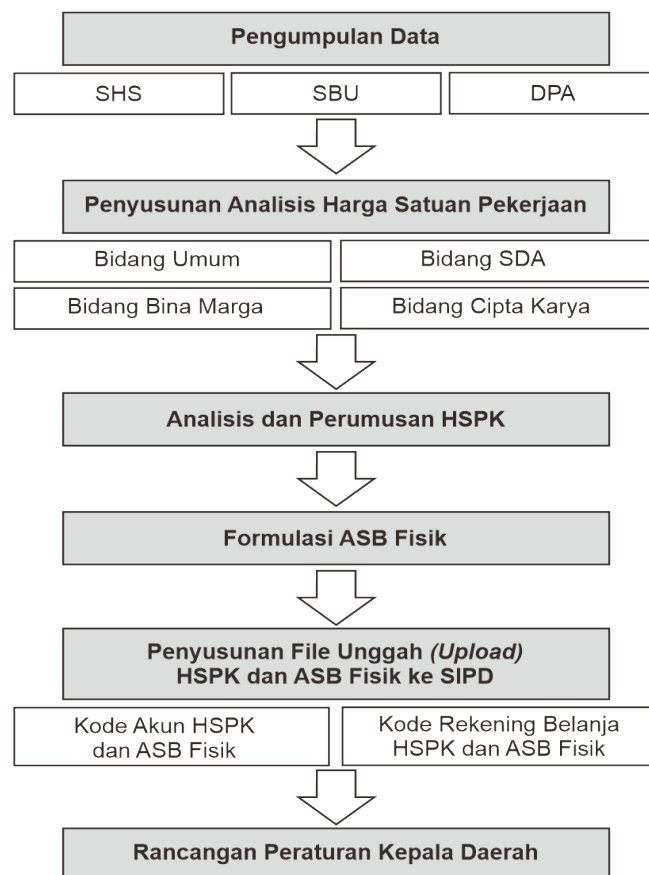 Pengumpulan Data
SHS
SBU
DPA
Penyusunan Analisis Harga Satuan Pekerjaan
Bidang Umum
Bidang SDA
Bidang Bina Marga
Bidang Cipta Karya
Analisis dan Perumusan HSPK
Formulasi ASB Fisik
Penyusunan File Unggah (Upload)
HSPK dan ASB Fisik ke SIPD
Kode Akun HSPK
dan ASB Fisik
Kode Rekening Belanja
HSPK dan ASB Fisik
Rancangan Peraturan Kepala Daerah